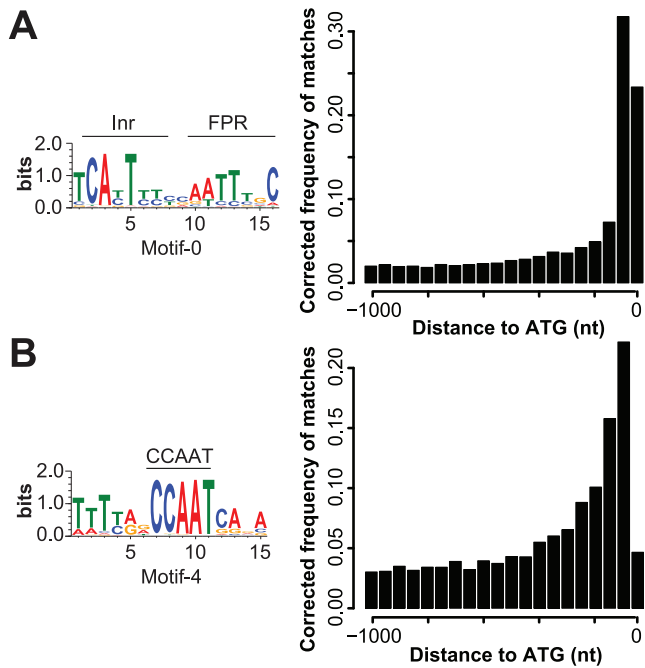 A
Inr FPR
bits
2.0
1.0
0.0
5 10 15
Motif-0
Corrected frequency of matches
0.00 0.10 0.20 0.30
−1000 0
Distance to ATG (nt)
B
CCAAT
bits
2.0
1.0
0.0
5 10 15
Motif-4
Corrected frequency of matches
0.00 0.05 0.10 0.15 0.20
−1000 0
Distance to ATG (nt)